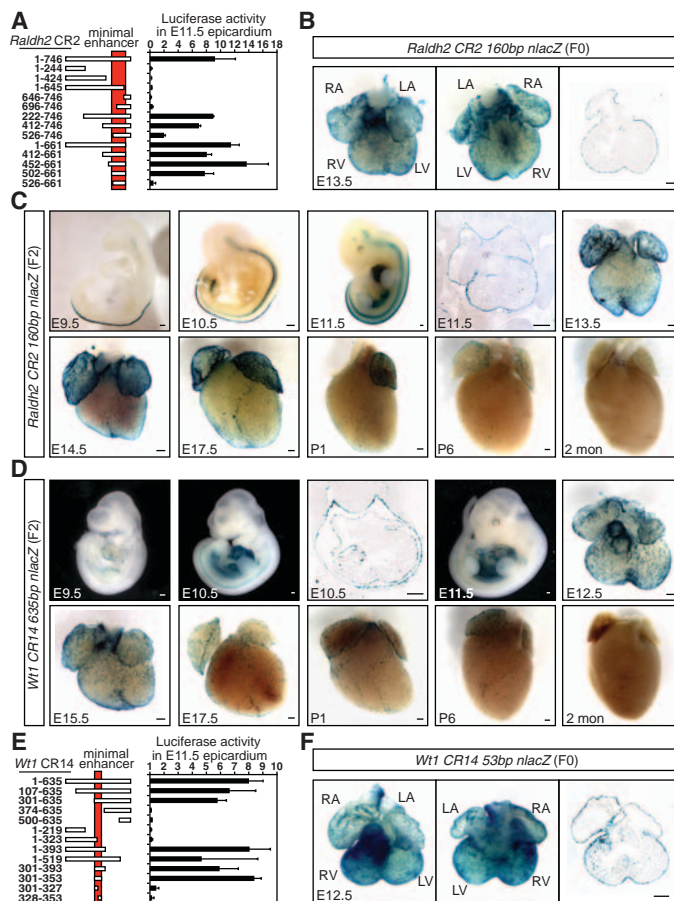 A
Raldh2 CR2
minimal enhancer
Luciferase activity in E11.5 epicardium
0 2 4 6 8 10 12 14 16 18
1-746
1-244
1-424
1-645
646-746
696-746
222-746
412-746
526-746
1-661
412-661
452-661
502-661
526-661
B
Raldh2 CR2 160bp nlacZ (F0)
RA
LA
RV
LV
E13.5
LA
RA
LV
RV
C
Raldh2 CR2 160bp nlacZ (F2)
E9.5
E10.5
E11.5
E11.5
E13.5
E14.5
E17.5
P1
P6
2 mon
D
Wt1 CR14 635bp nlacZ (F2)
E9.5
E10.5
E10.5
E11.5
E12.5
E15.5
E17.5
P1
P6
2 mon
E
Wt1 CR14
minimal enhancer
Luciferase activity in E11.5 epicardium
1 2 3 4 5 6 7 8 9 10
1-635
107-635
301-635
374-635
500-635
1-219
1-323
1-393
1-519
301-393
301-353
301-327
328-353
F
Wt1 CR14 53bp nlacZ (F0)
RA
LA
RV
LV
E12.5
LA
RA
LV
RV